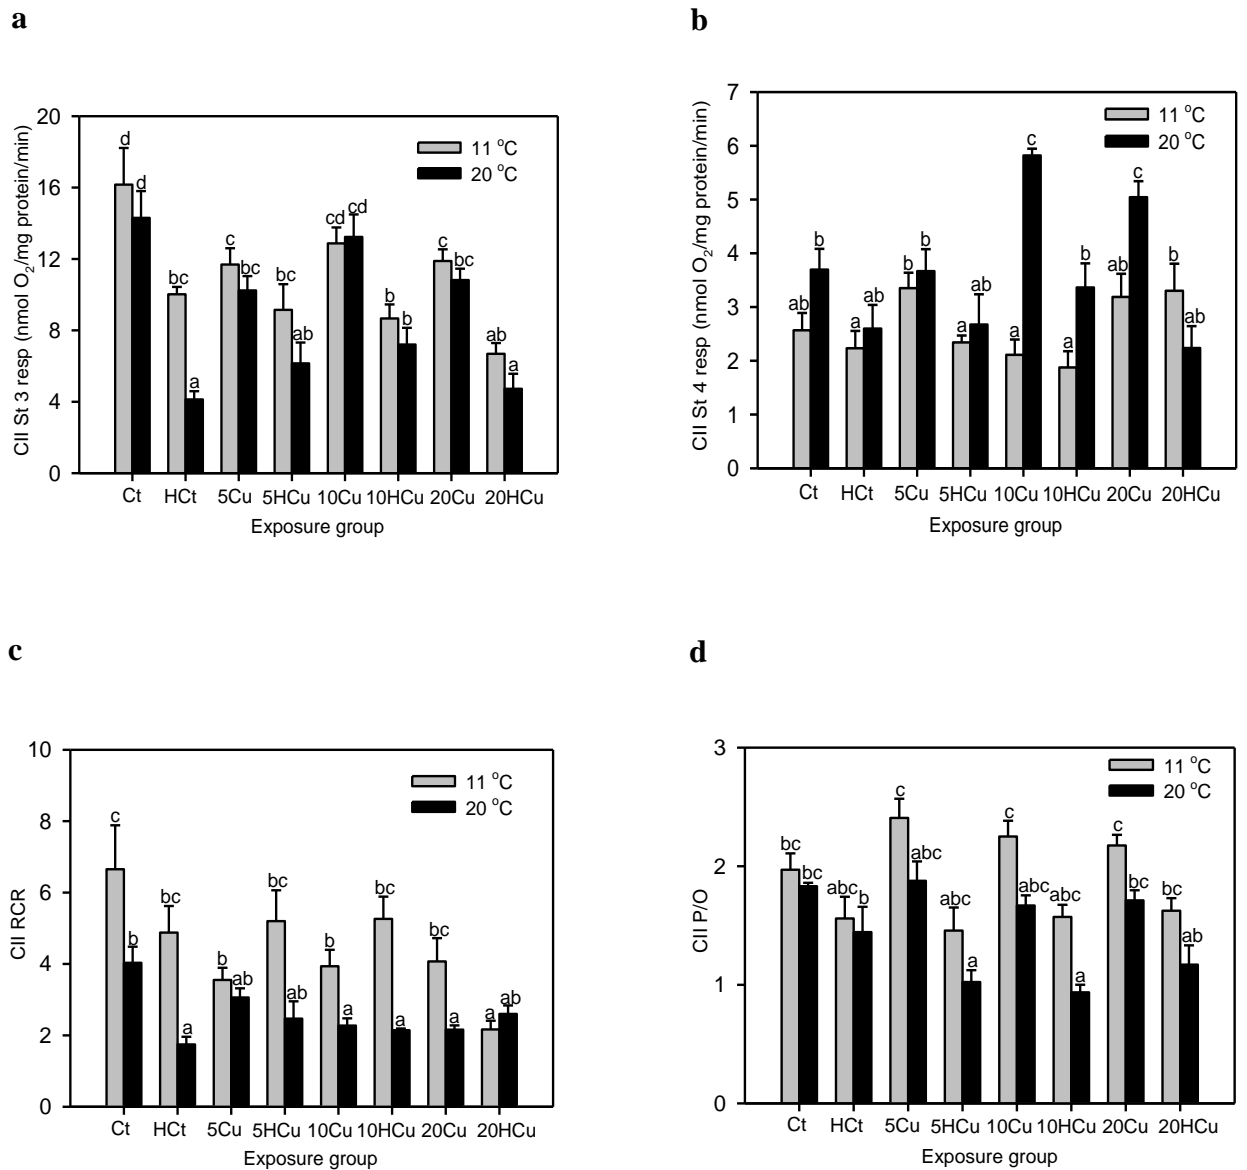 a
CII St 3 resp (nmol O₂/mg protein/min)
20
16
12
8
4
0
11 °C
20 °C
d
d
bc
a
c
bc
bc
ab
cd
cd
b
b
c
bc
ab
a
Ct HCt 5Cu 5HCu 10Cu 10HCu 20Cu 20HCu
Exposure group
b
CII St 4 resp (nmol O₂/mg protein/min)
7
6
5
4
3
2
1
0
11 °C
20 °C
ab
b
a
ab
b
b
a
ab
a
c
a
b
ab
c
b
ab
Ct HCt 5Cu 5HCu 10Cu 10HCu 20Cu 20HCu
Exposure group
c
CII RCR
10
8
6
4
2
0
11 °C
20 °C
c
b
bc
a
b
ab
bc
ab
b
a
bc
a
bc
a
a
ab
Ct HCt 5Cu 5HCu 10Cu 10HCu 20Cu 20HCu
Exposure group
d
CII P/O
3
2
1
0
11 °C
20 °C
bc
bc
abc
b
c
abc
abc
a
c
abc
abc
a
c
abc
bc
ab
Ct HCt 5Cu 5HCu 10Cu 10HCu 20Cu 20HCu
Exposure group